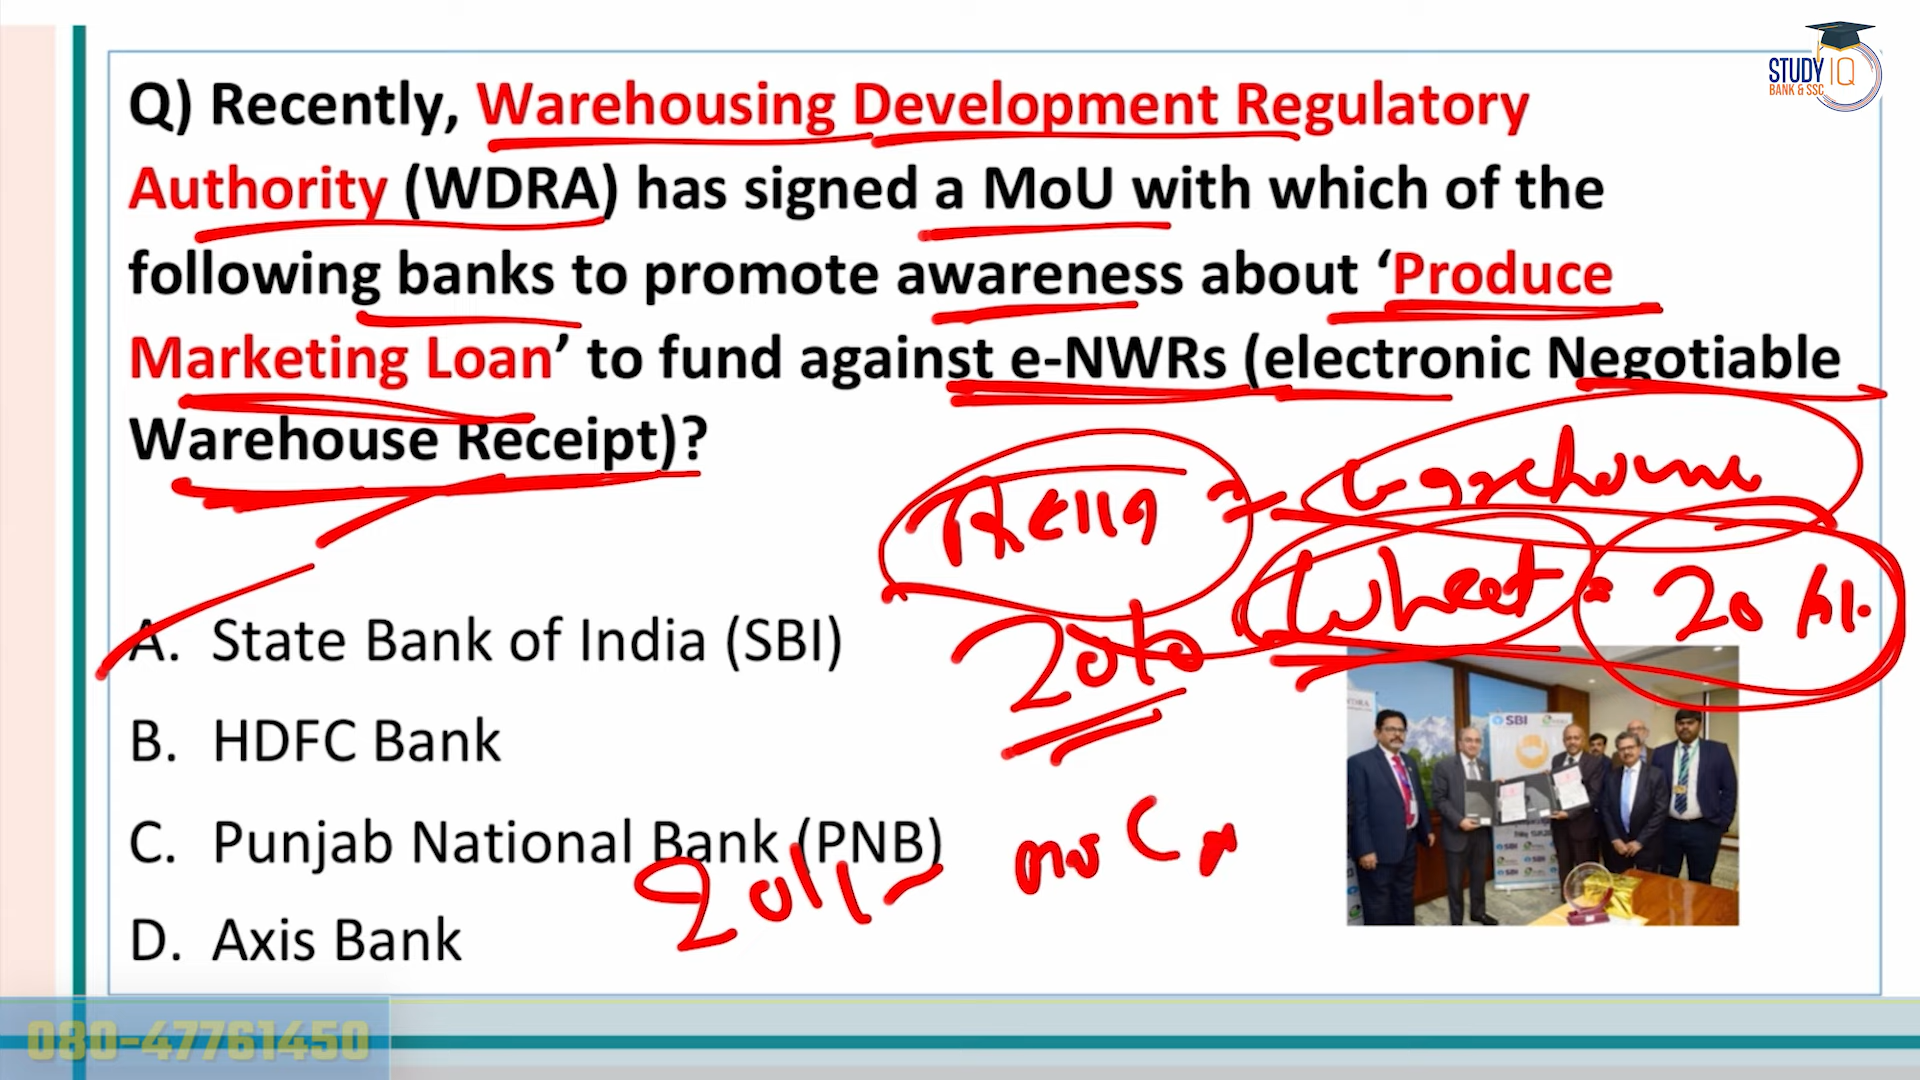 STUDY IQ
BANK & SSC
Q) Recently, Warehousing Development Regulatory
Authority (WDRA) has signed a MoU with which of the
following banks to promote awareness about ‘Produce
Marketing Loan’ to fund against e-NWRs (electronic Negotiable
Warehouse Receipt)?
Wheat
20
A. State Bank of India (SBI)
B. HDFC Bank
SBI
C. Punjab National Bank (PNB)
D. Axis Bank
080-47761450